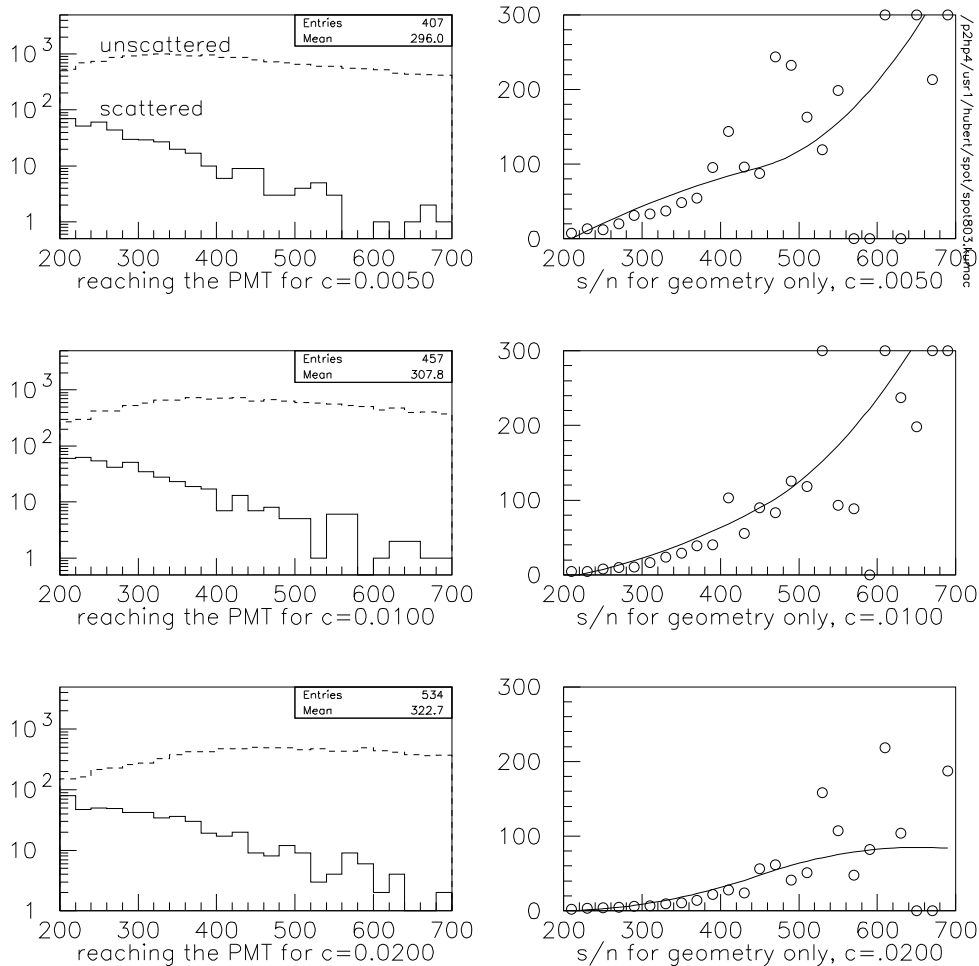 Entries 407
Mean 296.0
unscattered
scattered
10^3
10^2
10
1
200 300 400 500 600 700
reaching the PMT for c=0.0050
300
200
100
0
200 300 400 500 600 700
s/n for geometry only, c=.0050
/p2hp4/usr1/hubert/spot/spot803.kumac
Entries 457
Mean 307.8
10^3
10^2
10
1
200 300 400 500 600 700
reaching the PMT for c=0.0100
300
200
100
0
200 300 400 500 600 700
s/n for geometry only, c=.0100
Entries 534
Mean 322.7
10^3
10^2
10
1
200 300 400 500 600 700
reaching the PMT for c=0.0200
300
200
100
0
200 300 400 500 600 700
s/n for geometry only, c=.0200